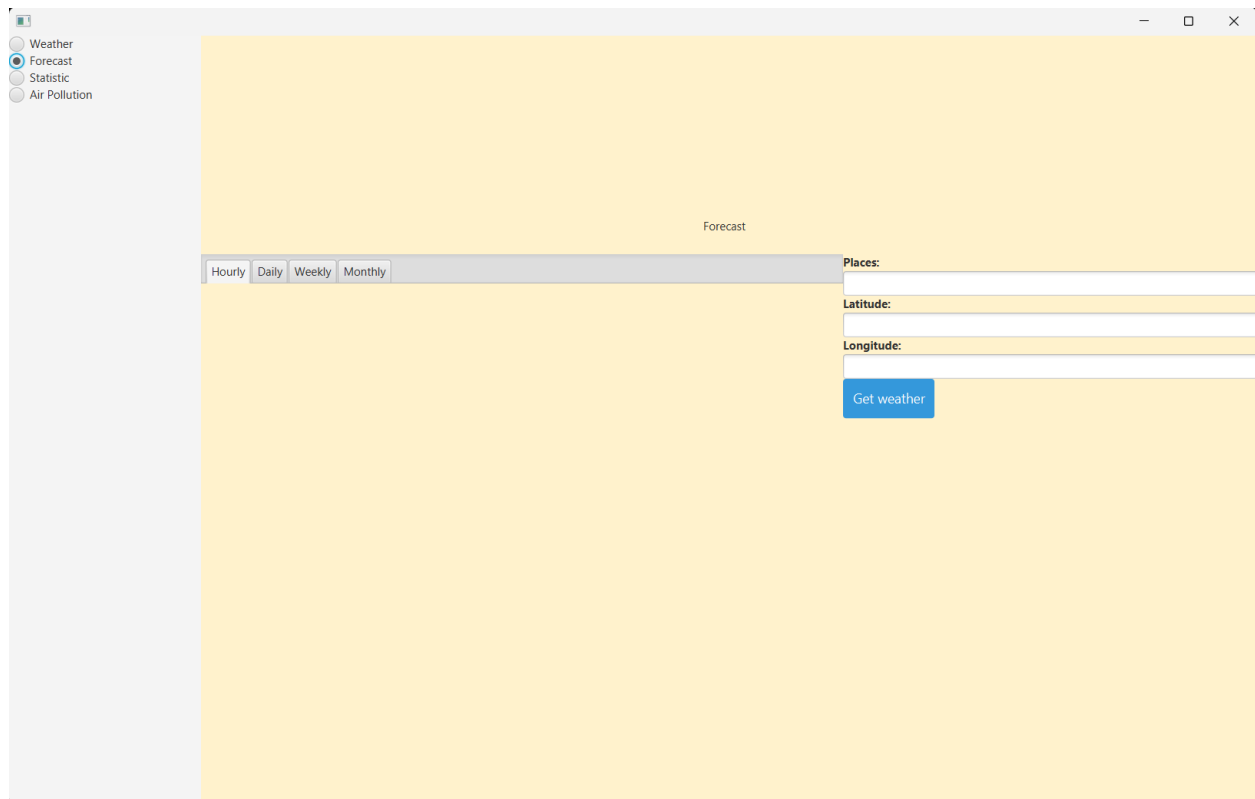 Weather
Forecast
Statistic
Air Pollution
Forecast
Hourly Daily Weekly Monthly
Places:
Latitude:
Longitude:
Get weather